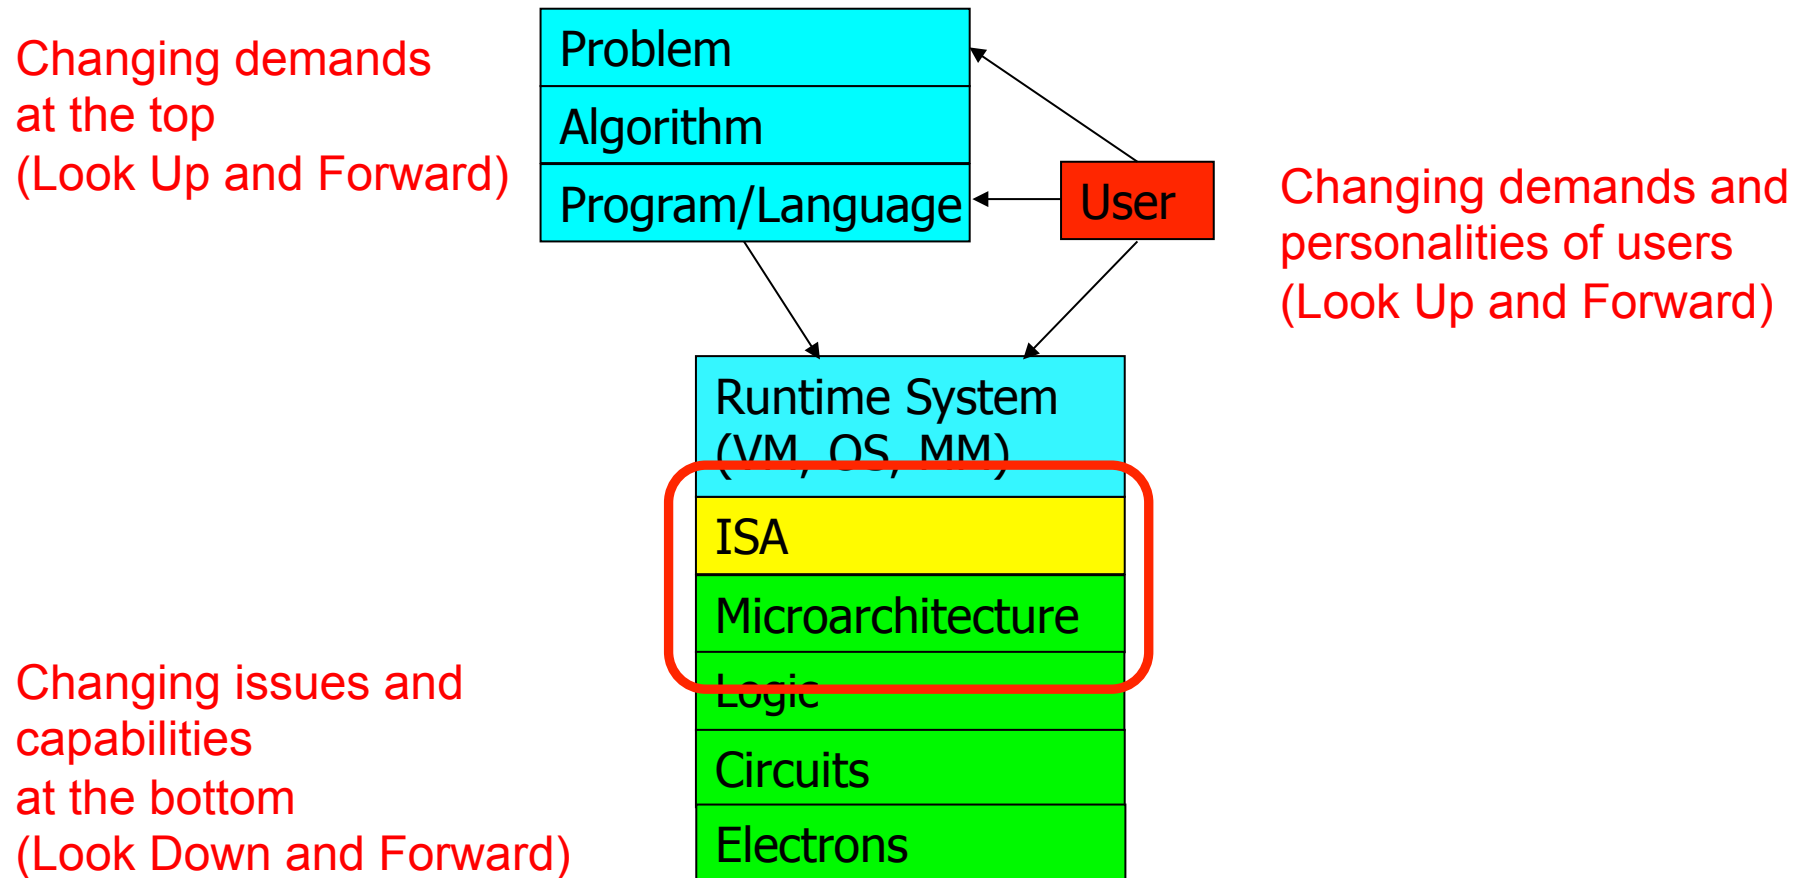 Changing demands
at the top
(Look Up and Forward)
Problem
Algorithm
Program/Language
User
Changing demands and
personalities of users
(Look Up and Forward)
Runtime System
(VM, OS, MM)
ISA
Microarchitecture
Logic
Circuits
Electrons
Changing issues and
capabilities
at the bottom
(Look Down and Forward)